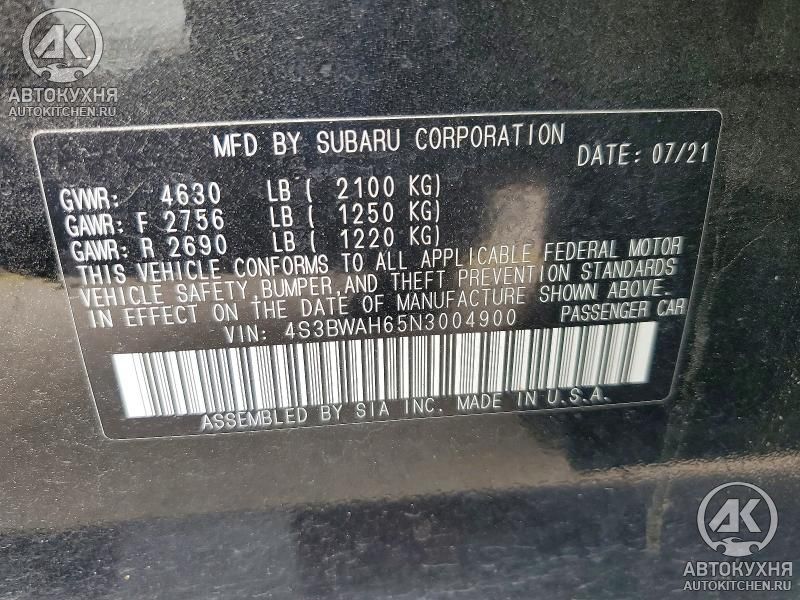 АК
АВТОКУХНЯ
AUTOKITCHEN.RU
MFD BY SUBARU CORPORATION DATE: 07/21
GVWR: 4630 LB ( 2100 KG)
GAWR: F 2756 LB ( 1250 KG)
GAWR: R 2690 LB ( 1220 KG)
THIS VEHICLE CONFORMS TO ALL APPLICABLE FEDERAL MOTOR
VEHICLE SAFETY, BUMPER, AND THEFT PREVENTION STANDARDS
IN EFFECT ON THE DATE OF MANUFACTURE SHOWN ABOVE.
VIN: 4S3BWAH65N3004900 PASSENGER CAR
ASSEMBLED BY SIA INC. MADE IN U.S.A.
АК
АВТОКУХНЯ
AUTOKITCHEN.RU